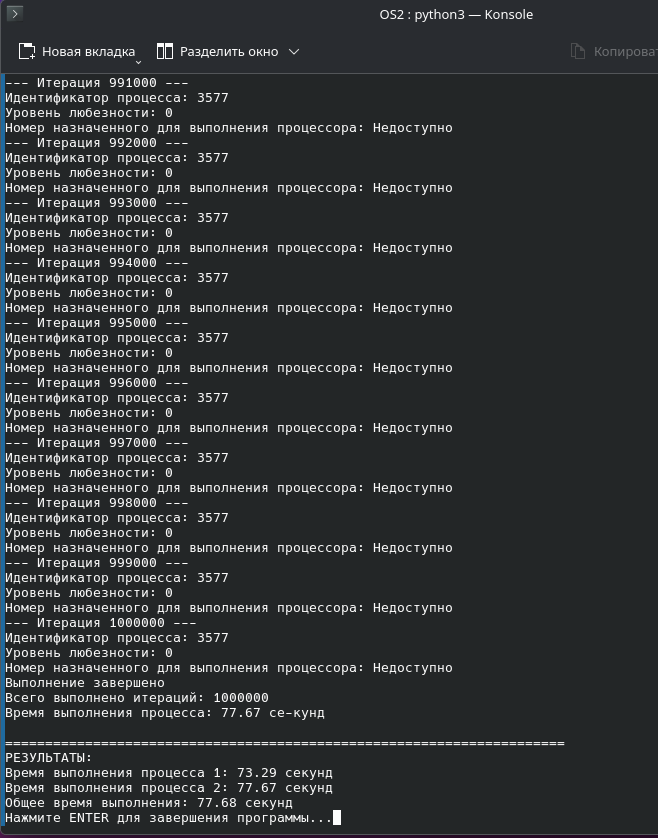 OS2 : python3 — Konsole
Новая вкладка Разделить окно Копироват
--- Итерация 991000 ---
Идентификатор процесса: 3577
Уровень любезности: 0
Номер назначенного для выполнения процессора: Недоступно
--- Итерация 992000 ---
Идентификатор процесса: 3577
Уровень любезности: 0
Номер назначенного для выполнения процессора: Недоступно
--- Итерация 993000 ---
Идентификатор процесса: 3577
Уровень любезности: 0
Номер назначенного для выполнения процессора: Недоступно
--- Итерация 994000 ---
Идентификатор процесса: 3577
Уровень любезности: 0
Номер назначенного для выполнения процессора: Недоступно
--- Итерация 995000 ---
Идентификатор процесса: 3577
Уровень любезности: 0
Номер назначенного для выполнения процессора: Недоступно
--- Итерация 996000 ---
Идентификатор процесса: 3577
Уровень любезности: 0
Номер назначенного для выполнения процессора: Недоступно
--- Итерация 997000 ---
Идентификатор процесса: 3577
Уровень любезности: 0
Номер назначенного для выполнения процессора: Недоступно
--- Итерация 998000 ---
Идентификатор процесса: 3577
Уровень любезности: 0
Номер назначенного для выполнения процессора: Недоступно
--- Итерация 999000 ---
Идентификатор процесса: 3577
Уровень любезности: 0
Номер назначенного для выполнения процессора: Недоступно
--- Итерация 1000000 ---
Идентификатор процесса: 3577
Уровень любезности: 0
Номер назначенного для выполнения процессора: Недоступно
Выполнение завершено
Всего выполнено итераций: 1000000
Время выполнения процесса: 77.67 се-кунд
======================================================================
РЕЗУЛЬТАТЫ:
Время выполнения процесса 1: 73.29 секунд
Время выполнения процесса 2: 77.67 секунд
Общее время выполнения: 77.68 секунд
Нажмите ENTER для завершения программы...